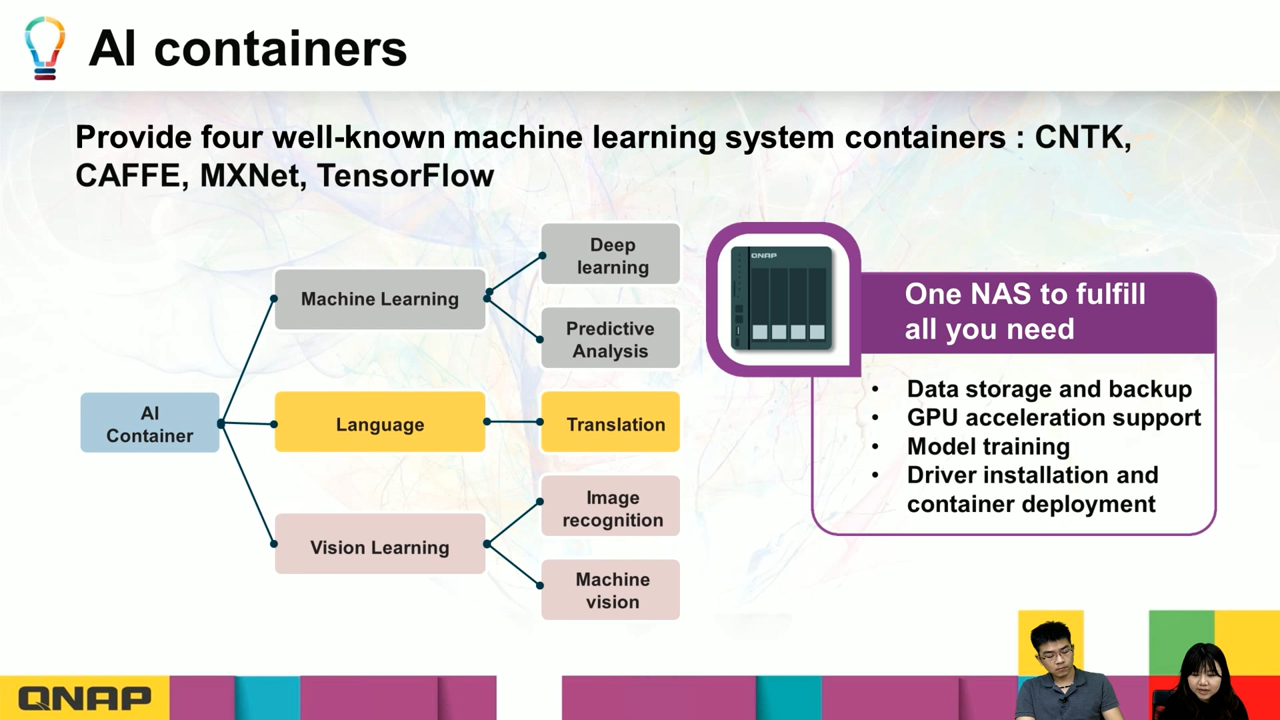 AI containers
Provide four well-known machine learning system containers : CNTK,
CAFFE, MXNet, TensorFlow
Deep
learning
Machine Learning
Predictive
Analysis
AI
Container
Language
Translation
Image
recognition
Vision Learning
Machine
vision
QNAP
One NAS to fulfill
all you need
• Data storage and backup
• GPU acceleration support
• Model training
• Driver installation and
container deployment
QNAP